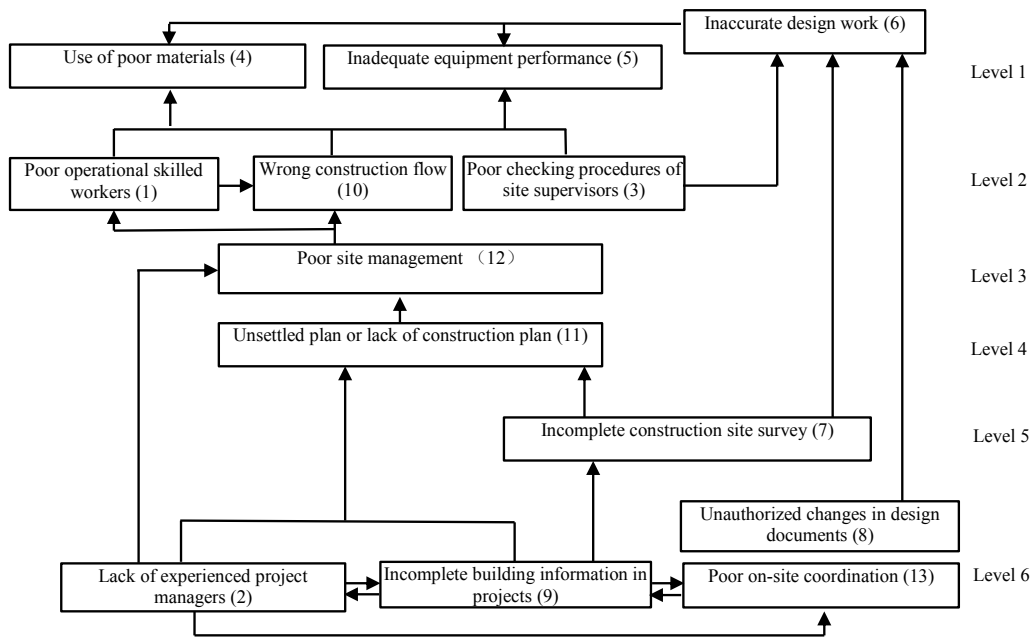 Inaccurate design work (6)
Use of poor materials (4)
Inadequate equipment performance (5)
Level 1
Poor operational skilled
workers (1)
Wrong construction flow
(10)
Poor checking procedures of
site supervisors (3)
Level 2
Poor site management （12）
Level 3
Unsettled plan or lack of construction plan (11)
Level 4
Incomplete construction site survey (7)
Level 5
Unauthorized changes in design
documents (8)
Lack of experienced project
managers (2)
Incomplete building information in
projects (9)
Poor on-site coordination (13)
Level 6